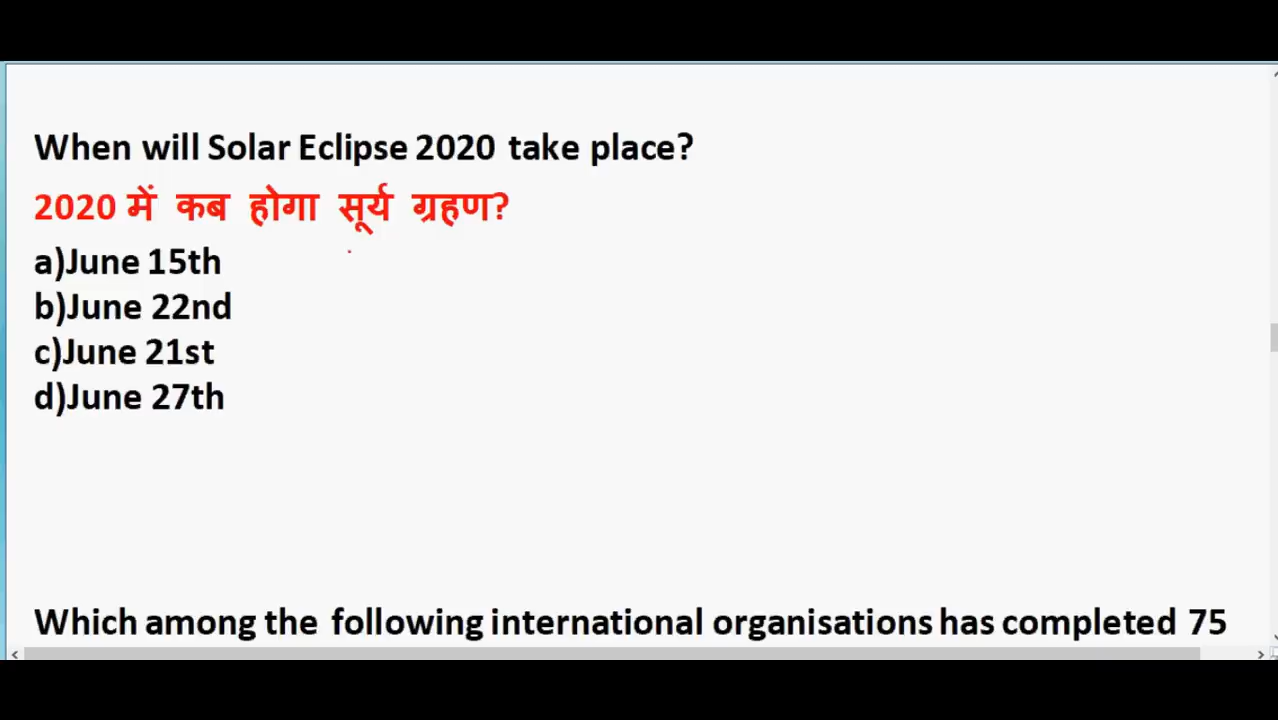 When will Solar Eclipse 2020 take place?
2020 में कब होगा सूर्य ग्रहण?
a)June 15th
b)June 22nd
c)June 21st
d)June 27th
Which among the following international organisations has completed 75